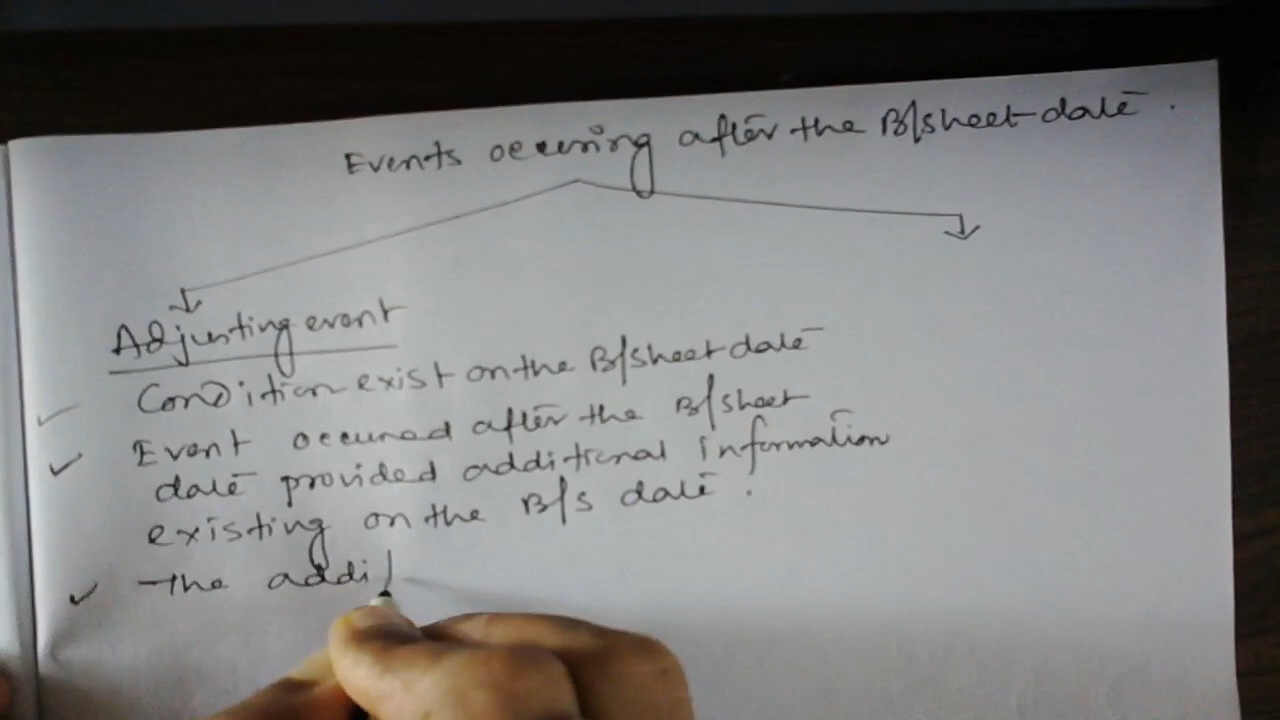 Events occuring after the B/sheet date.
Adjusting event
Condition exist on the B/Sheet date
Event occured after the B/sheet
date provided additional information
existing on the B/S date.
The addit